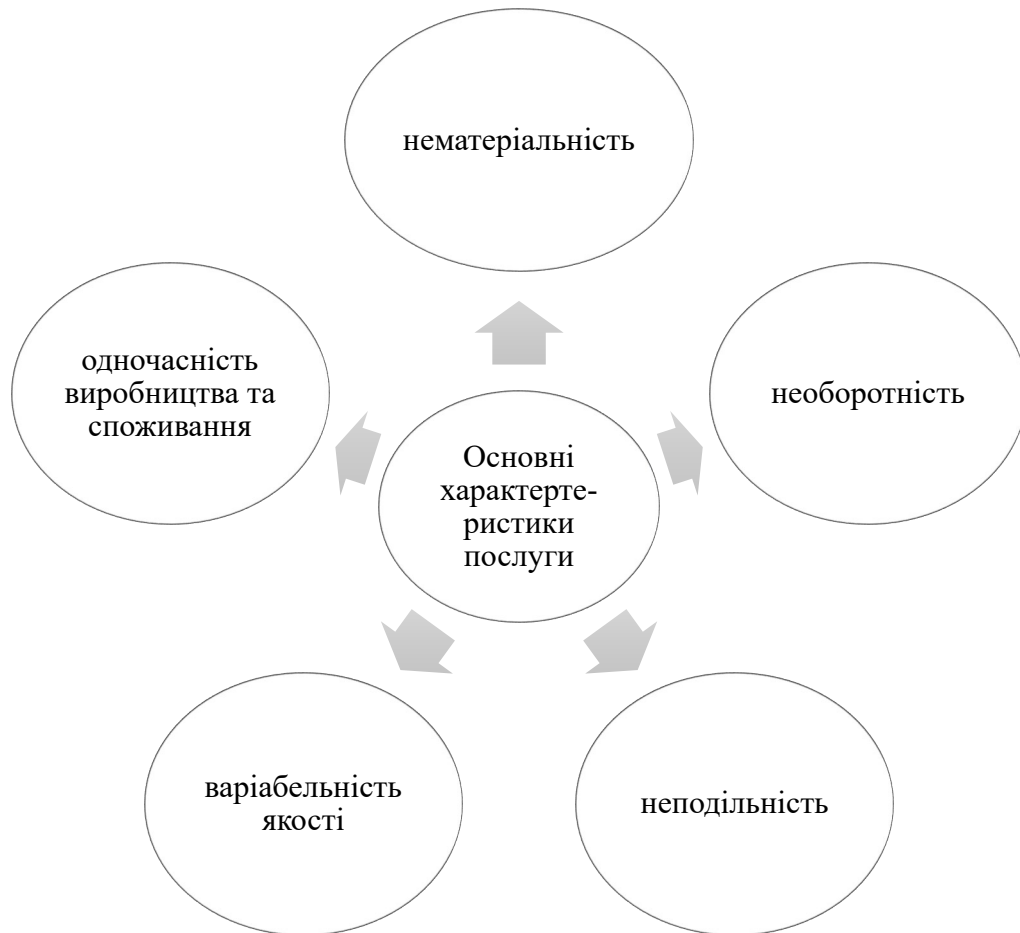 нематеріальність
одночасність
виробництва та
споживання
необоротність
Основні
характерте-
ристики
послуги
варіабельність
якості
неподільність